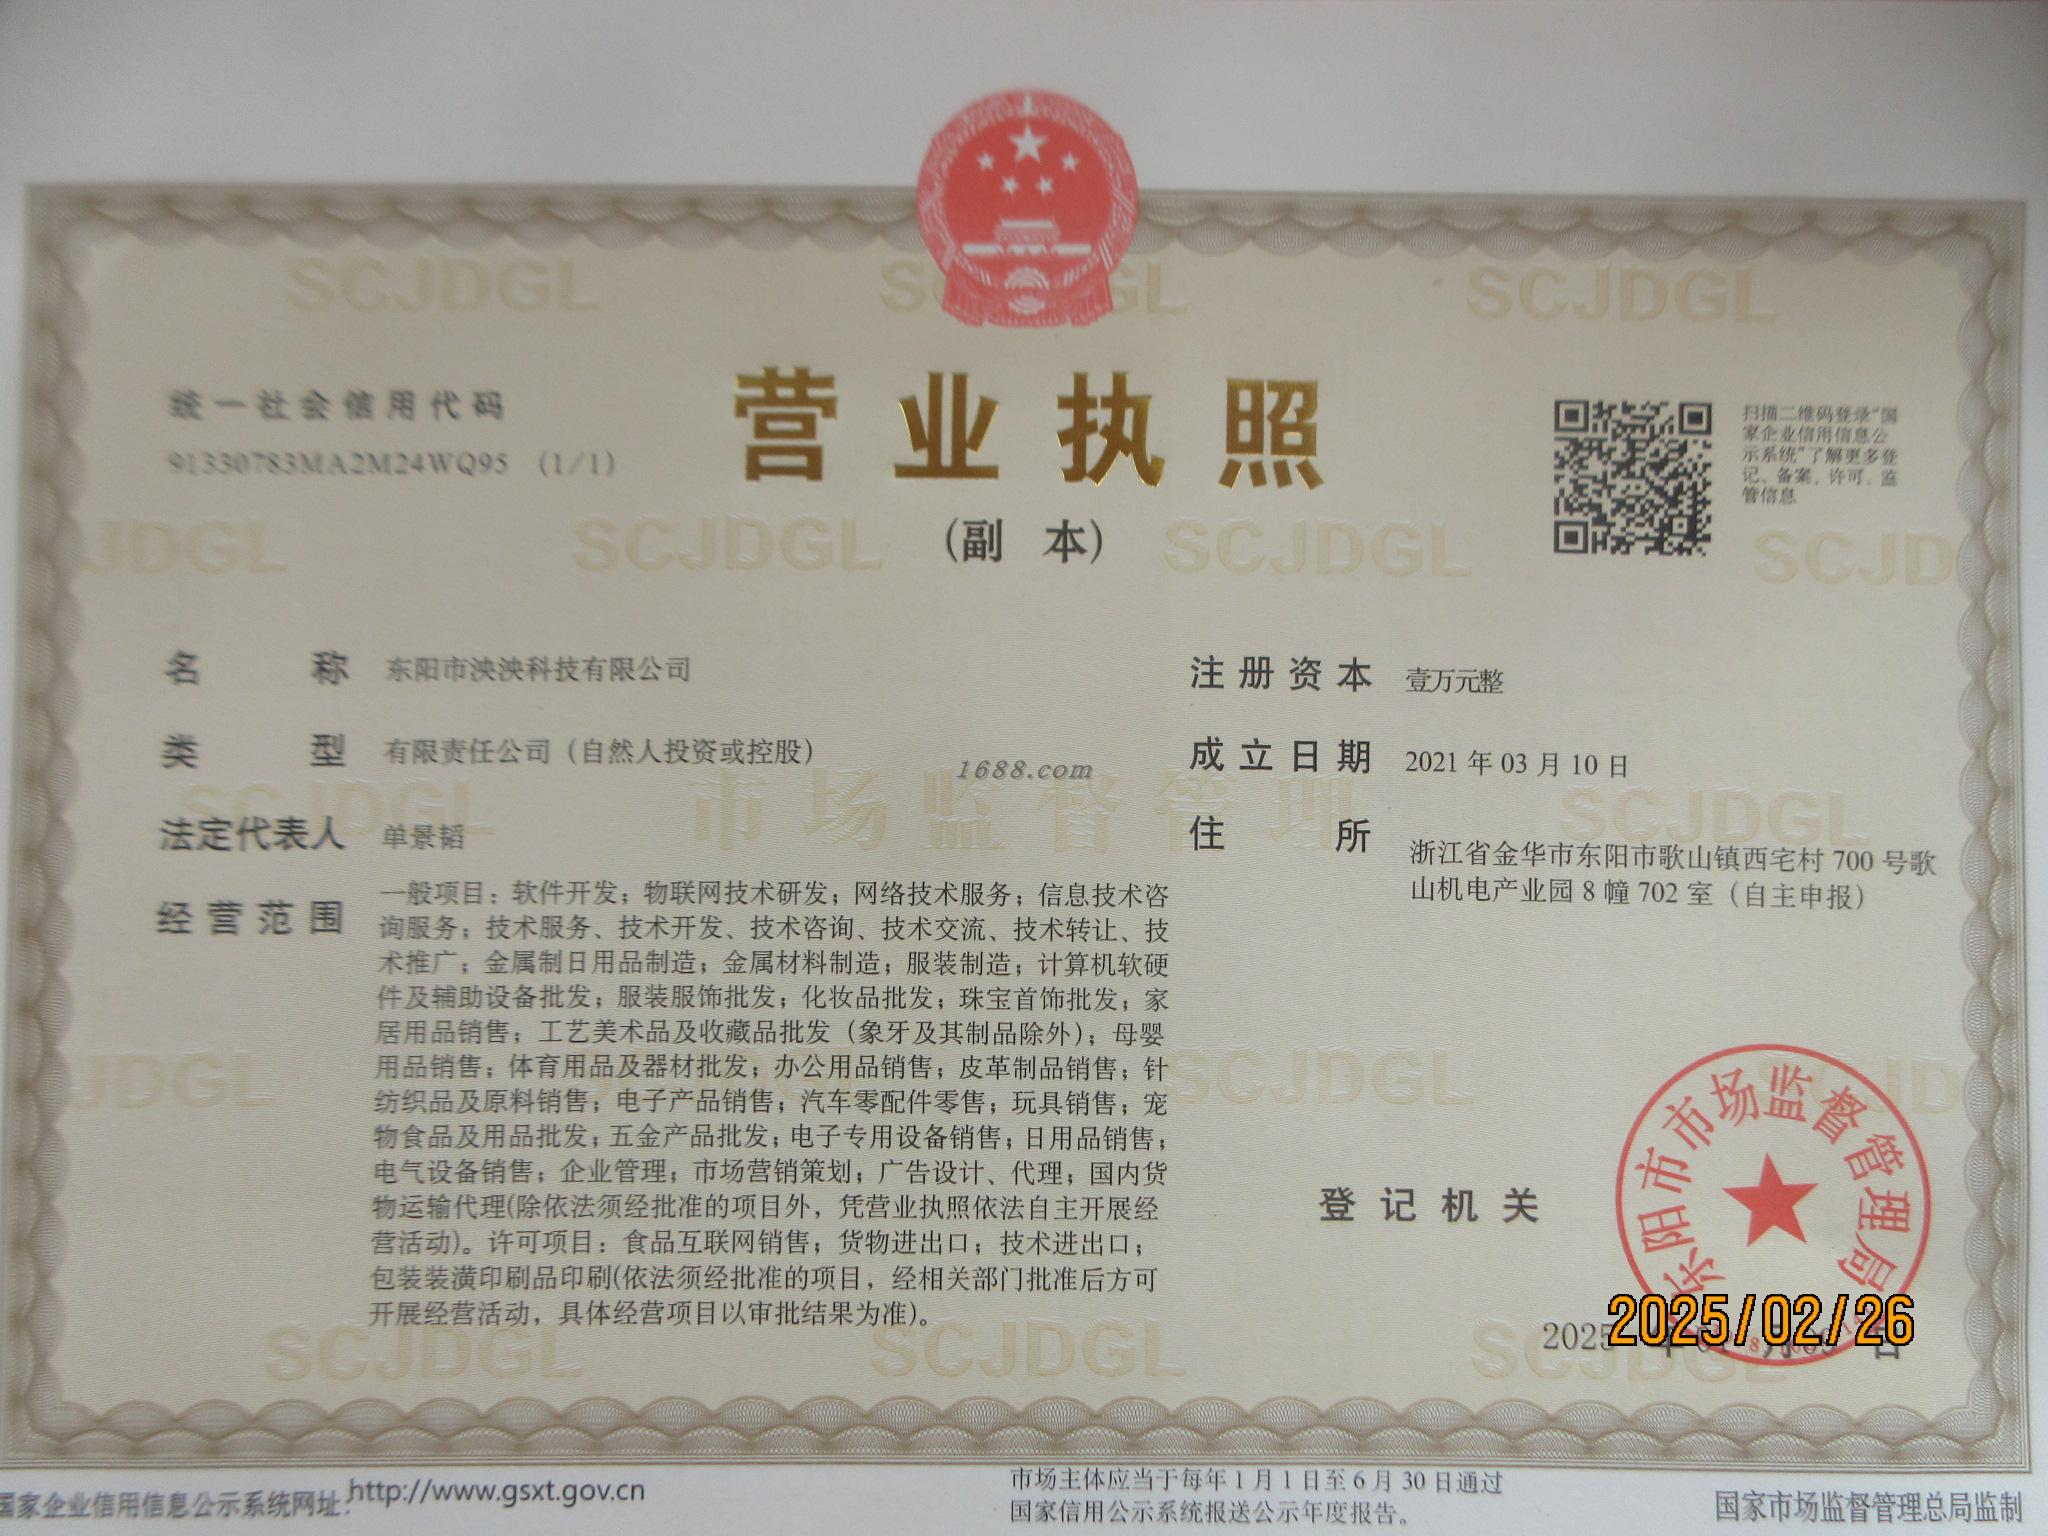 SCJDGL SCJDGL SCJDGL
营业执照
(副 本)
统一社会信用代码
91330783MA2M24WQ95 (1/1)
扫描二维码登录"国
家企业信用信息公
示系统"了解更多登
记、备案、许可、监
管信息
JDGL SCJDGL SCJDGL SCJD
名 称 东阳市泱泱科技有限公司
类 型 有限责任公司（自然人投资或控股）
法定代表人 单景韬
经营范围 一般项目：软件开发；物联网技术研发；网络技术服务；信息技术咨
询服务；技术服务、技术开发、技术咨询、技术交流、技术转让、技
术推广；金属制日用品制造；金属材料制造；服装制造；计算机软硬
件及辅助设备批发；服装服饰批发；化妆品批发；珠宝首饰批发；家
居用品销售；工艺美术品及收藏品批发（象牙及其制品除外）；母婴
用品销售；体育用品及器材批发；办公用品销售；皮革制品销售；针
纺织品及原料销售；电子产品销售；汽车零配件零售；玩具销售；宠
物食品及用品批发；五金产品批发；电子专用设备销售；日用品销售；
电气设备销售；企业管理；市场营销策划；广告设计、代理；国内货
物运输代理(除依法须经批准的项目外，凭营业执照依法自主开展经
营活动)。许可项目：食品互联网销售；货物进出口；技术进出口；
包装装潢印刷品印刷(依法须经批准的项目，经相关部门批准后方可
开展经营活动，具体经营项目以审批结果为准)。
注册资本 壹万元整
成立日期 2021 年 03 月 10 日
住 所 浙江省金华市东阳市歌山镇西宅村 700 号歌
山机电产业园 8 幢 702 室（自主申报）
1688.com
SCJDGL 市场监督管理 SCJDGL
JDGL SCJDGL SCJD
登记机关
东阳市市场监督管理局
2025 年 月 日
2025/02/26
SCJDGL SCJDGL SCJDGL
国家企业信用信息公示系统网址：http://www.gsxt.gov.cn
市场主体应当于每年 1 月 1 日至 6 月 30 日通过
国家信用公示系统报送公示年度报告。
国家市场监督管理总局监制